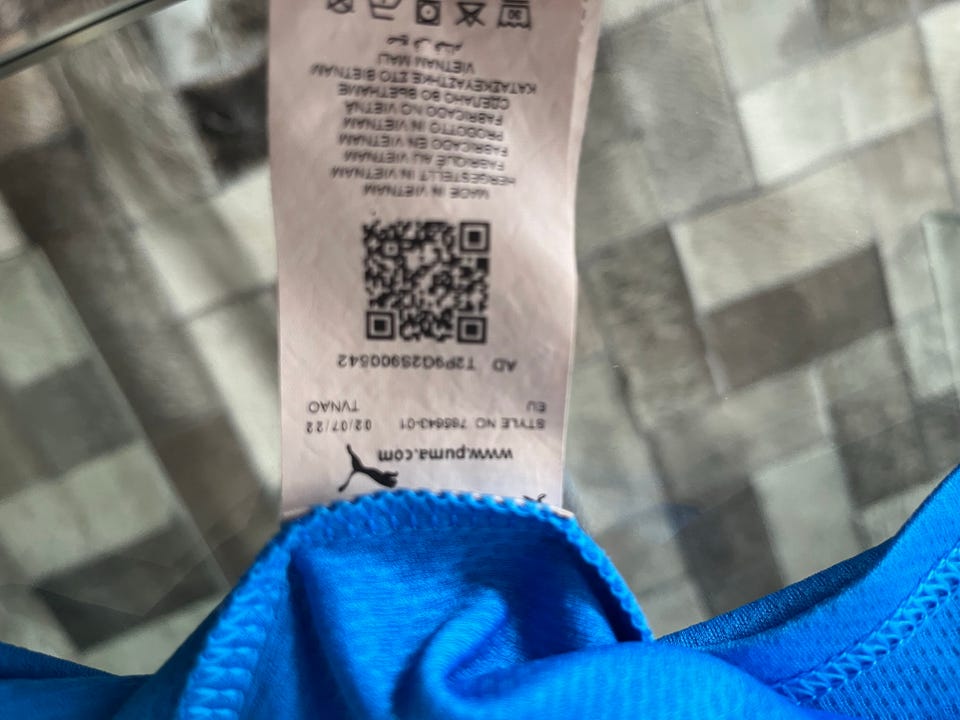 www.puma.com
STYLE NO 785643-01 02/07/22
EU TVNAO
AD T2P9G2S900542
MADE IN VIETNAM
HERGESTELLT IN VIETNAM
FABRIQUÉ AU VIETNAM
FABRICADO EN VIETNAM
PRODOTTO IN VIETNAM
FABRICADO NO VIETNÃ
СДЕЛАНО ВО ВЬЕТНАМЕ
ΚΑΤΑΣΚΕΥΑΣΤΗΚΕ ΣΤΟ ΒΙΕΤΝΑΜ
VIETNAM MALI